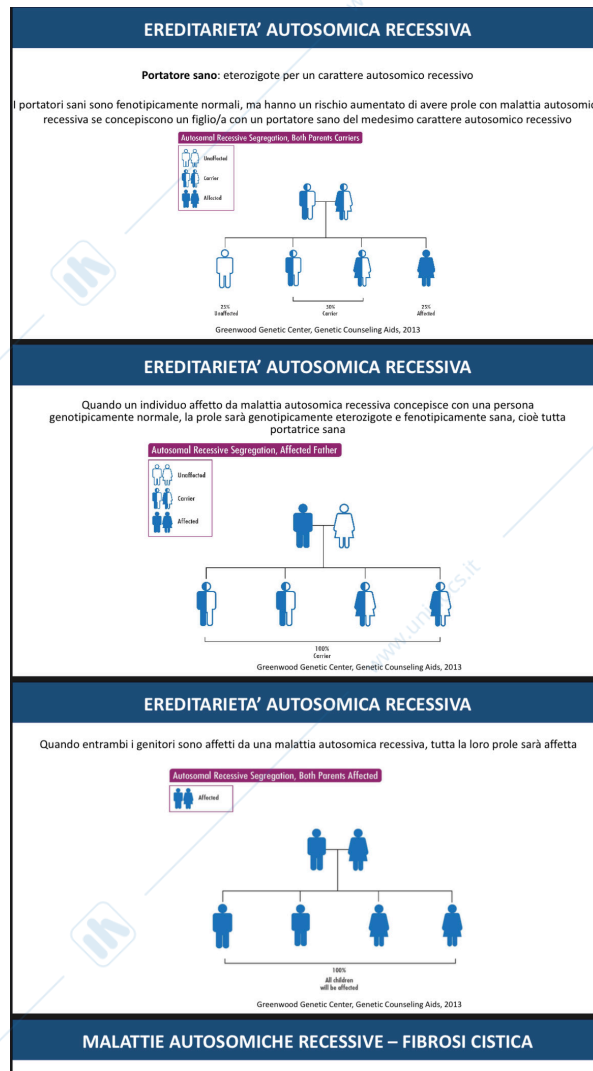 EREDITARIETA’ AUTOSOMICA RECESSIVA
Portatore sano: eterozigote per un carattere autosomico recessivo
I portatori sani sono fenotipicamente normali, ma hanno un rischio aumentato di avere prole con malattia autosomic
recessiva se concepiscono un figlio/a con un portatore sano del medesimo carattere autosomico recessivo
Autosomal Recessive Segregation, Both Parents Carriers
Unaffected
Carrier
Affected
25% 50% 25%
Unaffected Carrier Affected
Greenwood Genetic Center, Genetic Counseling Aids, 2013
EREDITARIETA’ AUTOSOMICA RECESSIVA
Quando un individuo affetto da malattia autosomica recessiva concepisce con una persona
genotipicamente normale, la prole sarà genotipicamente eterozigote e fenotipicamente sana, cioè tutta
portatrice sana
Autosomal Recessive Segregation, Affected Father
Unaffected
Carrier
Affected
100%
Carrier
Greenwood Genetic Center, Genetic Counseling Aids, 2013
EREDITARIETA’ AUTOSOMICA RECESSIVA
Quando entrambi i genitori sono affetti da una malattia autosomica recessiva, tutta la loro prole sarà affetta
Autosomal Recessive Segregation, Both Parents Affected
Affected
100%
All children
will be affected
Greenwood Genetic Center, Genetic Counseling Aids, 2013
MALATTIE AUTOSOMICHE RECESSIVE – FIBROSI CISTICA